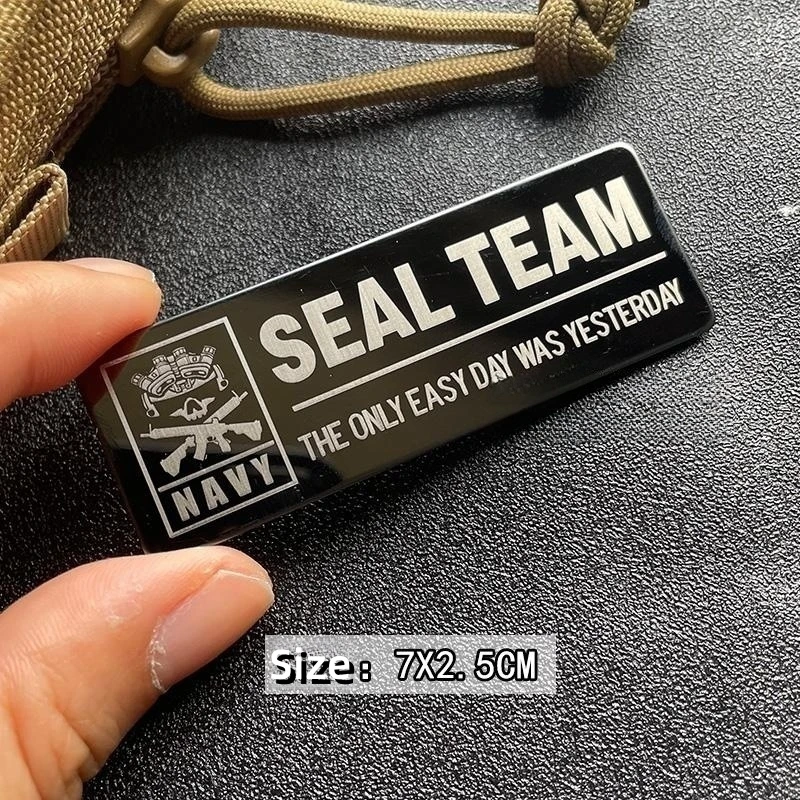 SEAL TEAM
THE ONLY EASY DAY WAS YESTERDAY
NAVY
Size：7X2.5CM